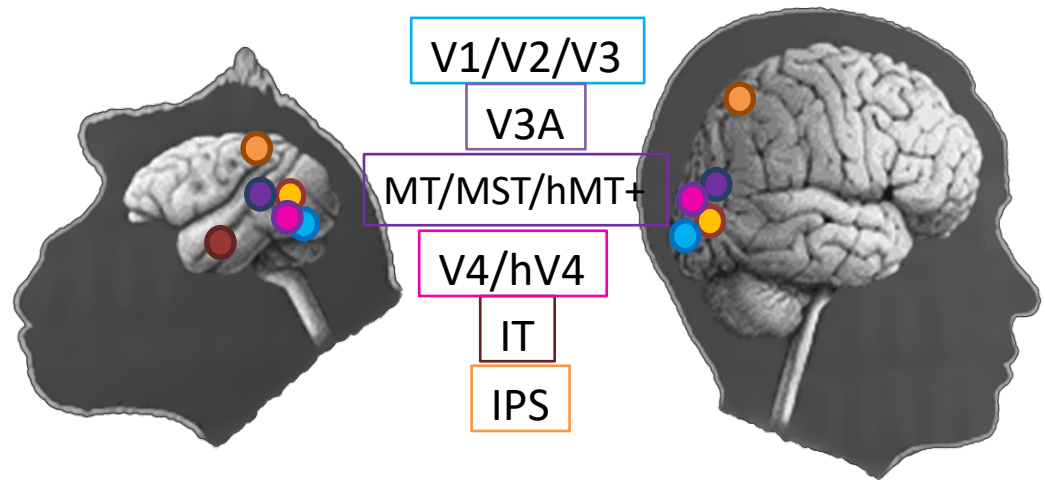 V1/V2/V3
V3A
MT/MST/hMT+
V4/hV4
IT
IPS